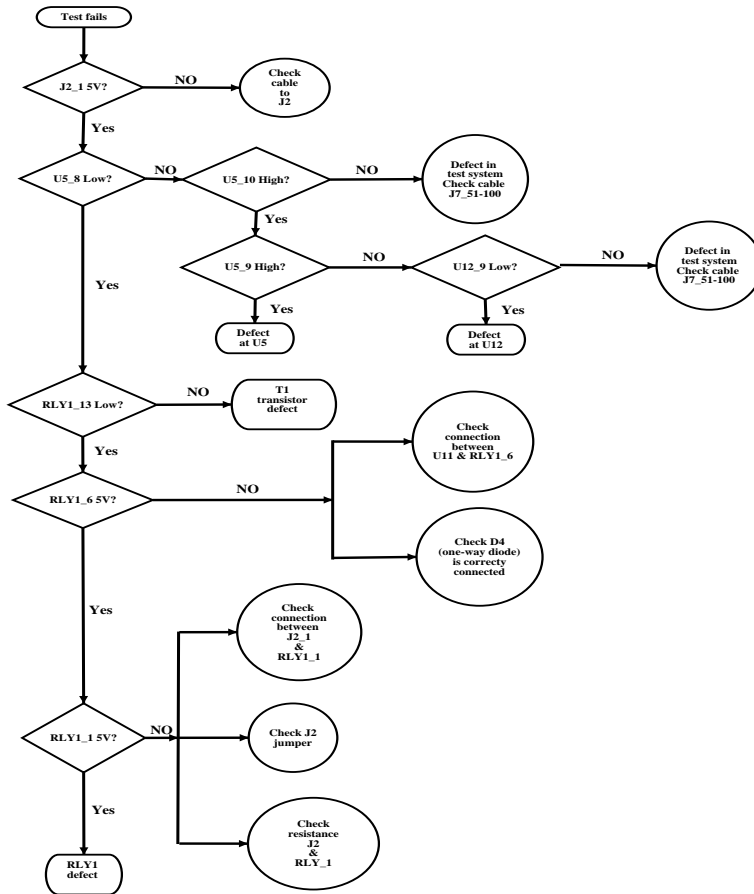 Test fails
J2_1 5V?
NO
Check
cable
to
J2
Yes
U5_8 Low?
NO
U5_10 High?
NO
Defect in
test system
Check cable
J7_51-100
Yes
U5_9 High?
NO
U12_9 Low?
NO
Defect in
test system
Check cable
J7_51-100
Yes
Yes
Yes
Defect
at U5
Defect
at U12
RLY1_13 Low?
NO
T1
transistor
defect
Yes
Check
connection
between
U11 & RLY1_6
RLY1_6 5V?
NO
Check D4
(one-way diode)
is correcty
connected
Yes
Check
connection
between
J2_1
&
RLY1_1
RLY1_1 5V?
NO
Check J2
jumper
Yes
Check
resistance
J2
&
RLY_1
RLY1
defect